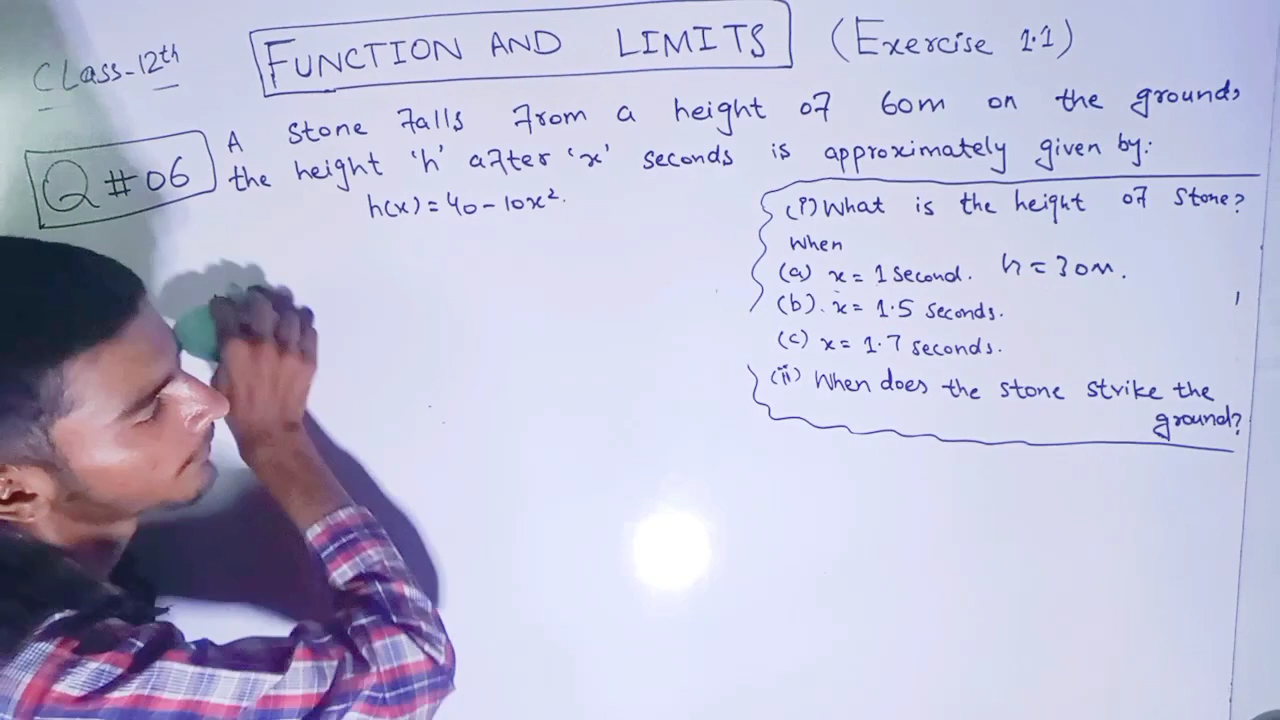 CLass-12th
FUNCTION AND LIMITS
(Exercise 1.1)
Q # 06
A stone falls from a height of 60m on the ground,
the height 'h' after 'x' seconds is approximately given by:
h(x) = 40 - 10x².
(i) What is the height of stone?
When
(a) x = 1 Second. h = 30m.
(b). x = 1.5 seconds.
(c) x = 1.7 seconds.
(ii) When does the stone strike the
ground?